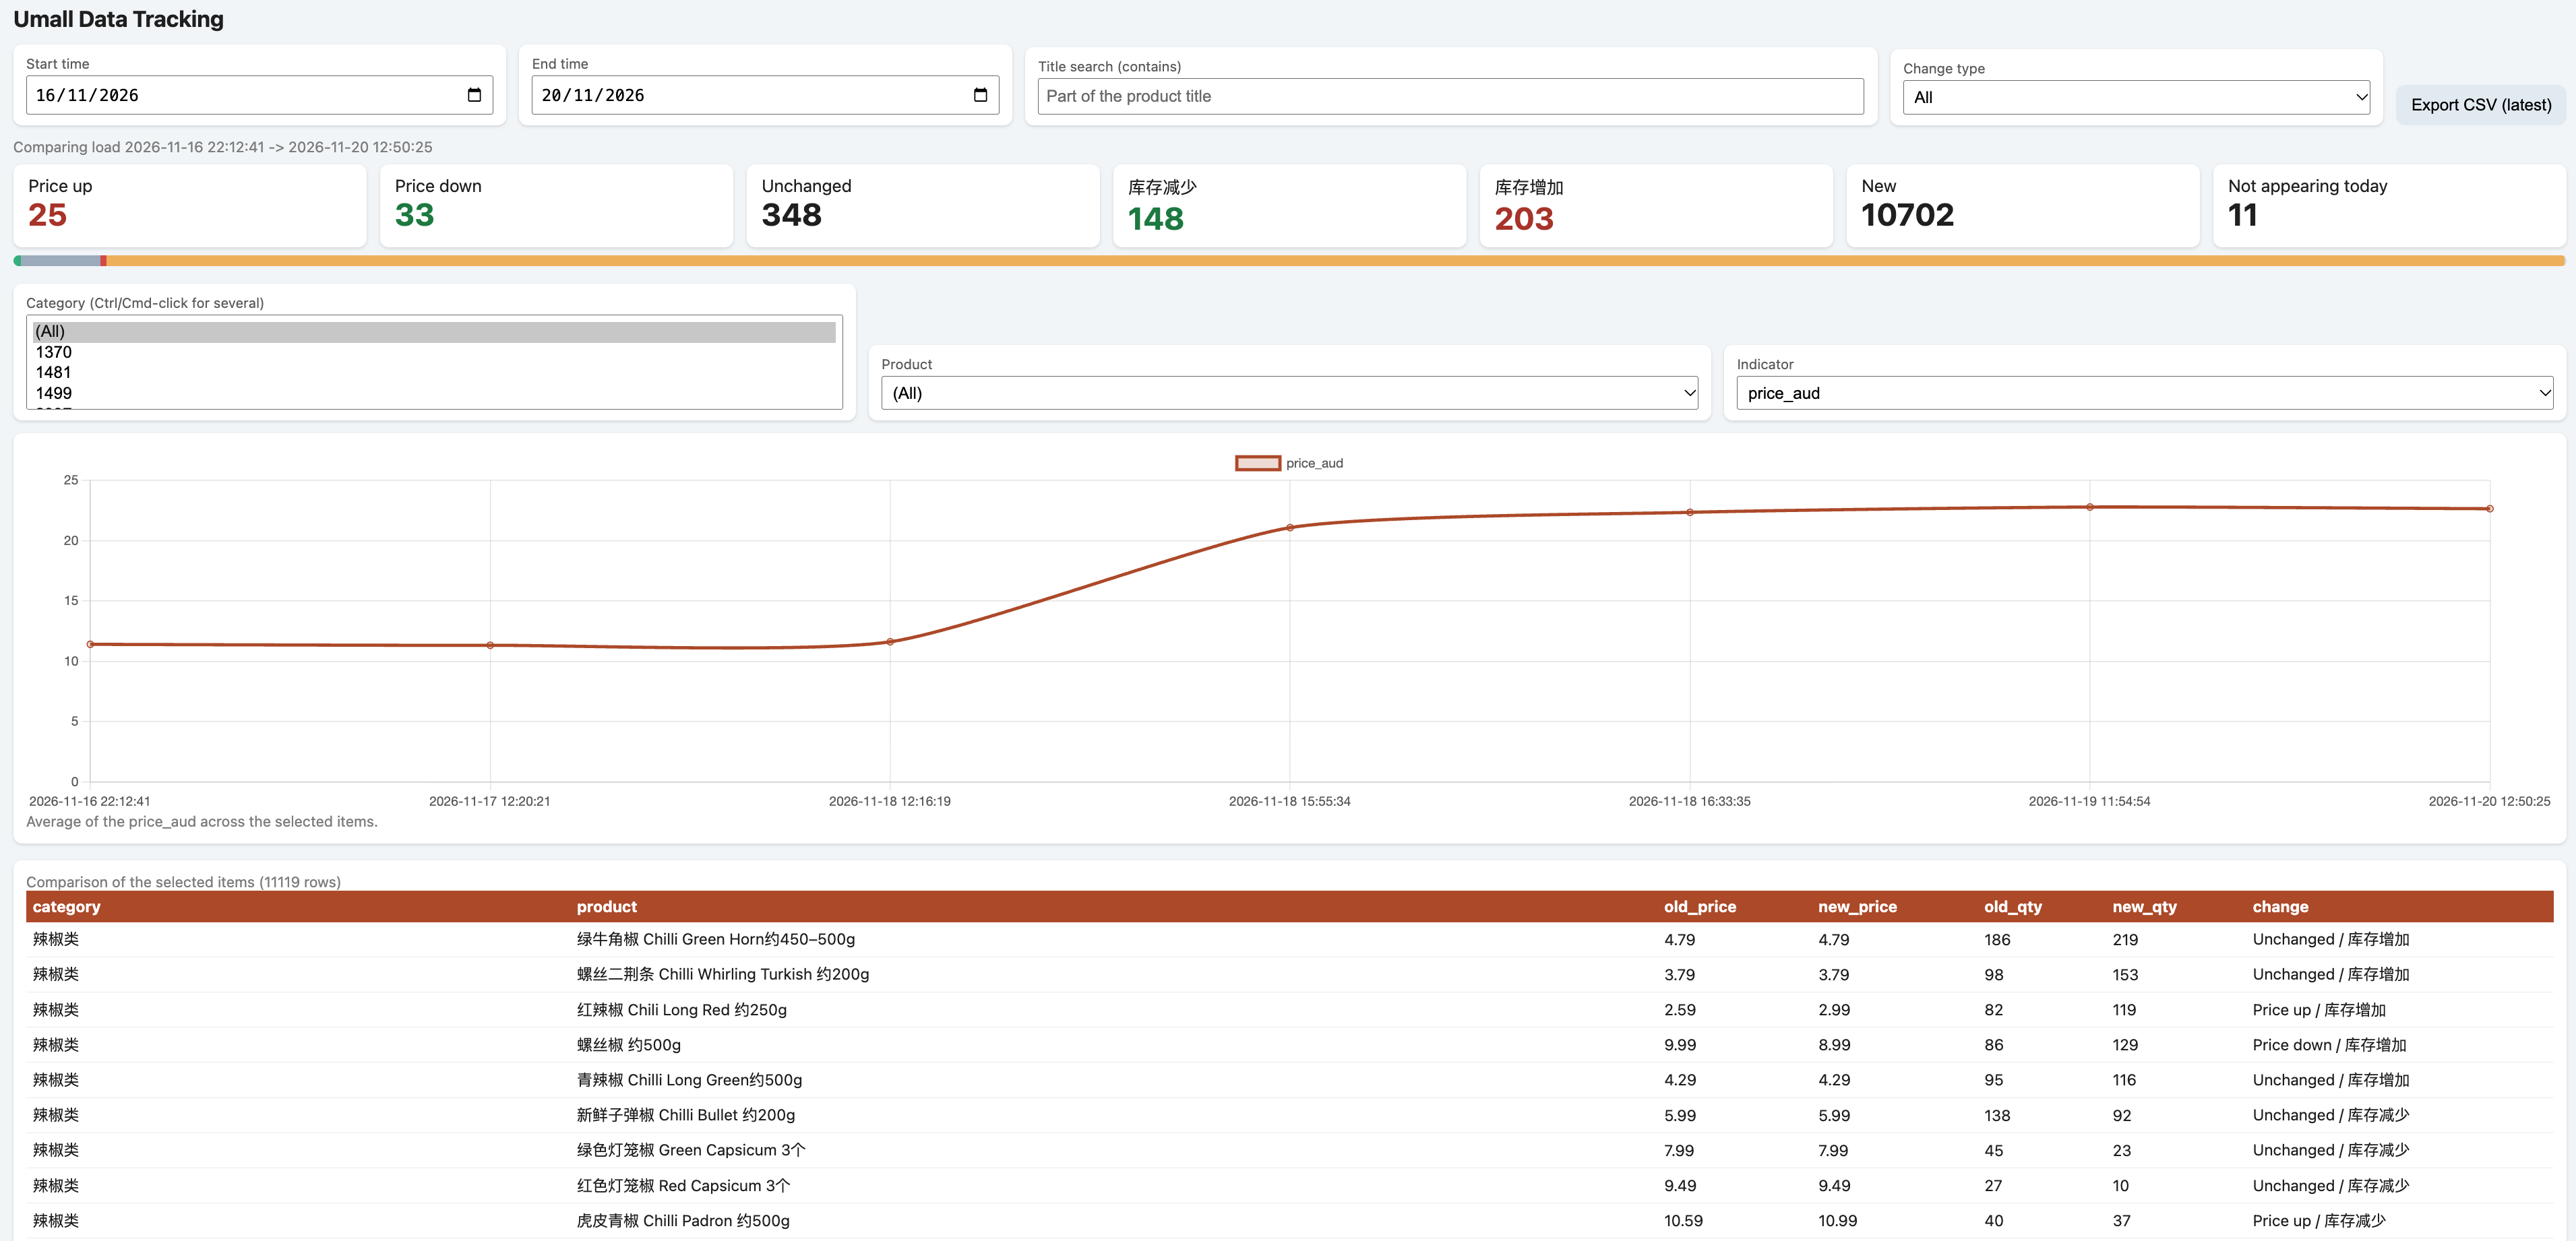 Umall Data Tracking
Start time
16/11/2026
End time
20/11/2026
Title search (contains)
Part of the product title
Change type
All
Export CSV (latest)
Comparing load 2026-11-16 22:12:41 -> 2026-11-20 12:50:25
Price up
25
Price down
33
Unchanged
348
库存减少
148
库存增加
203
New
10702
Not appearing today
11
Category (Ctrl/Cmd-click for several)
(All)
1370
1481
1499
Product
(All)
Indicator
price_aud
price_aud
25
20
15
10
5
0
2026-11-16 22:12:41
2026-11-17 12:20:21
2026-11-18 12:16:19
2026-11-18 15:55:34
2026-11-18 16:33:35
2026-11-19 11:54:54
2026-11-20 12:50:25
Average of the price_aud across the selected items.
Comparison of the selected items (11119 rows)
category product old_price new_price old_qty new_qty change
辣椒类 绿牛角椒 Chilli Green Horn约450–500g 4.79 4.79 186 219 Unchanged / 库存增加
辣椒类 螺丝二荆条 Chilli Whirling Turkish 约200g 3.79 3.79 98 153 Unchanged / 库存增加
辣椒类 红辣椒 Chili Long Red 约250g 2.59 2.99 82 119 Price up / 库存增加
辣椒类 螺丝椒 约500g 9.99 8.99 86 129 Price down / 库存增加
辣椒类 青辣椒 Chilli Long Green约500g 4.29 4.29 95 116 Unchanged / 库存增加
辣椒类 新鲜子弹椒 Chilli Bullet 约200g 5.99 5.99 138 92 Unchanged / 库存减少
辣椒类 绿色灯笼椒 Green Capsicum 3个 7.99 7.99 45 23 Unchanged / 库存减少
辣椒类 红色灯笼椒 Red Capsicum 3个 9.49 9.49 27 10 Unchanged / 库存减少
辣椒类 虎皮青椒 Chilli Padron 约500g 10.59 10.99 40 37 Price up / 库存减少